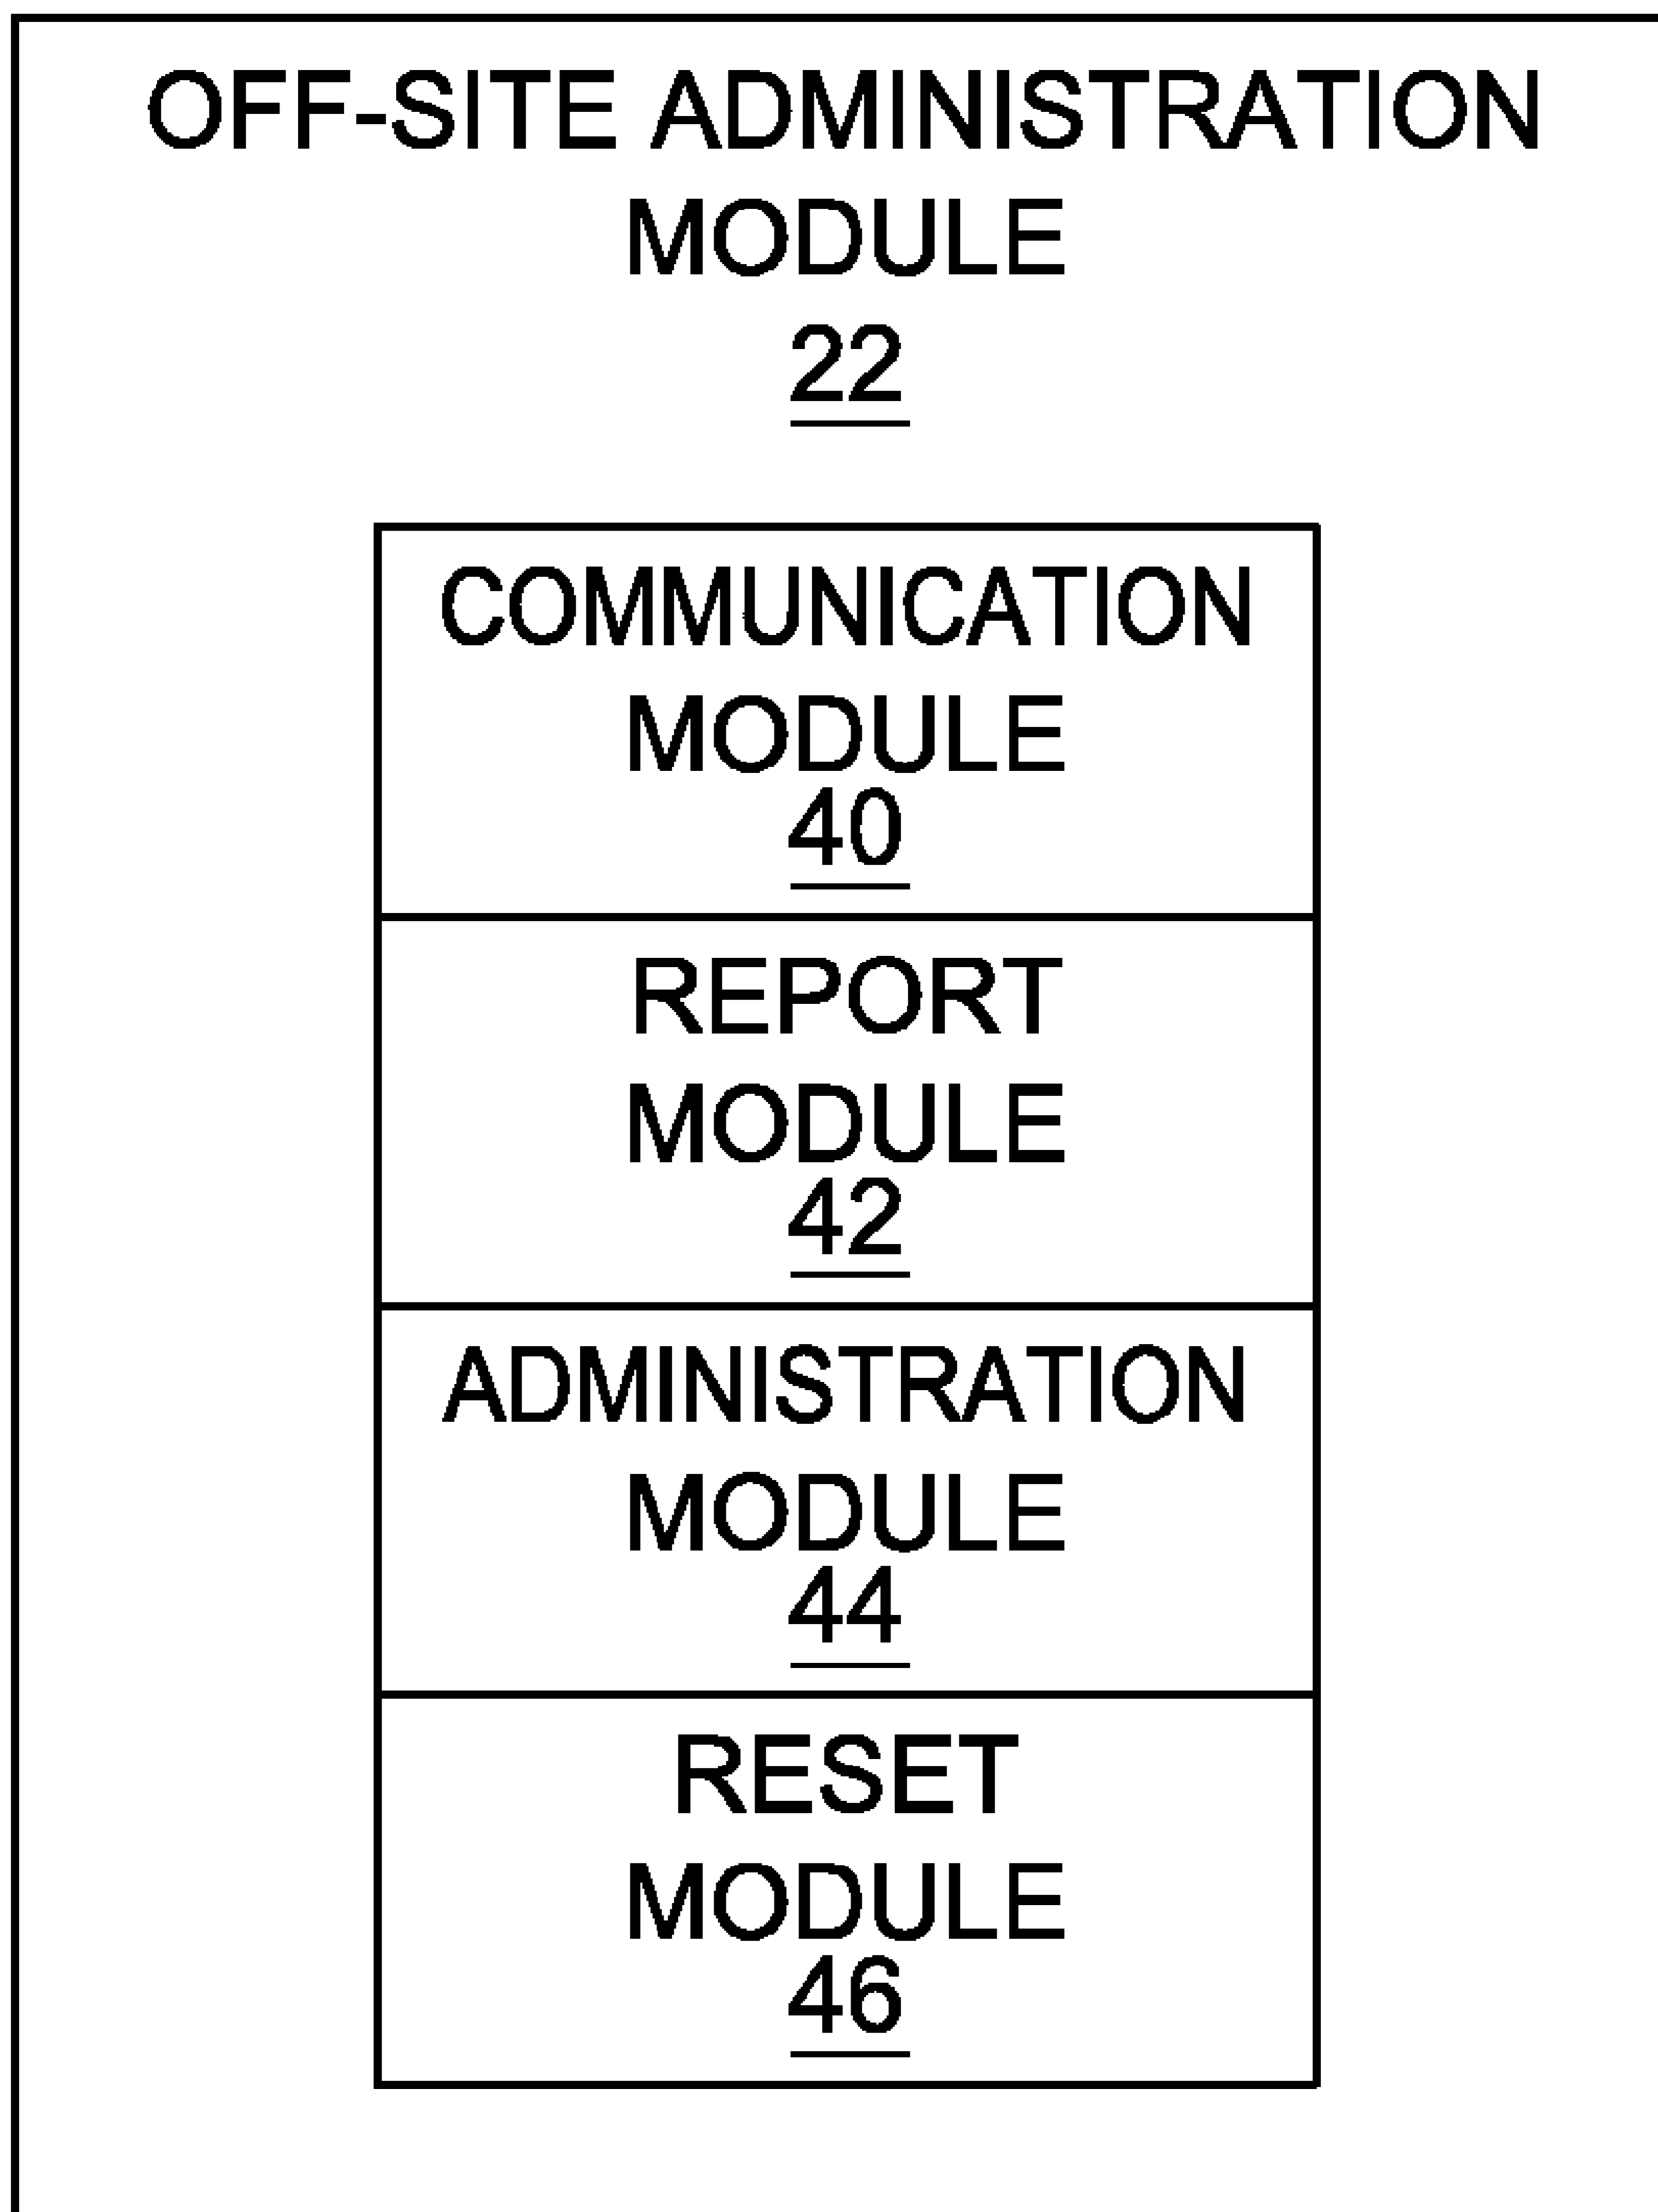 OFF-SITE ADMINISTRATION
MODULE
22
COMMUNICATION
MODULE
40
REPORT
MODULE
42
ADMINISTRATION
MODULE
44
RESET
MODULE
46